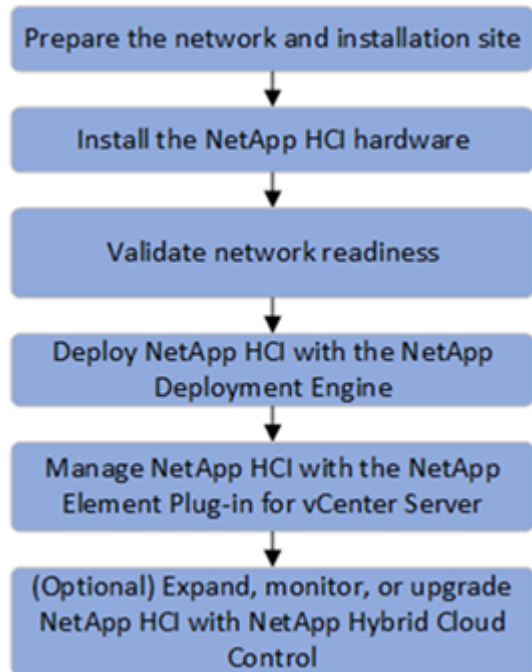 Prepare the network and installation site
Install the NetApp HCI hardware
Validate network readiness
Deploy NetApp HCI with the NetApp
Deployment Engine
Manage NetApp HCI with the NetApp
Element Plug-in for vCenter Server
(Optional) Expand, monitor, or upgrade
NetApp HCI with NetApp Hybrid Cloud
Control